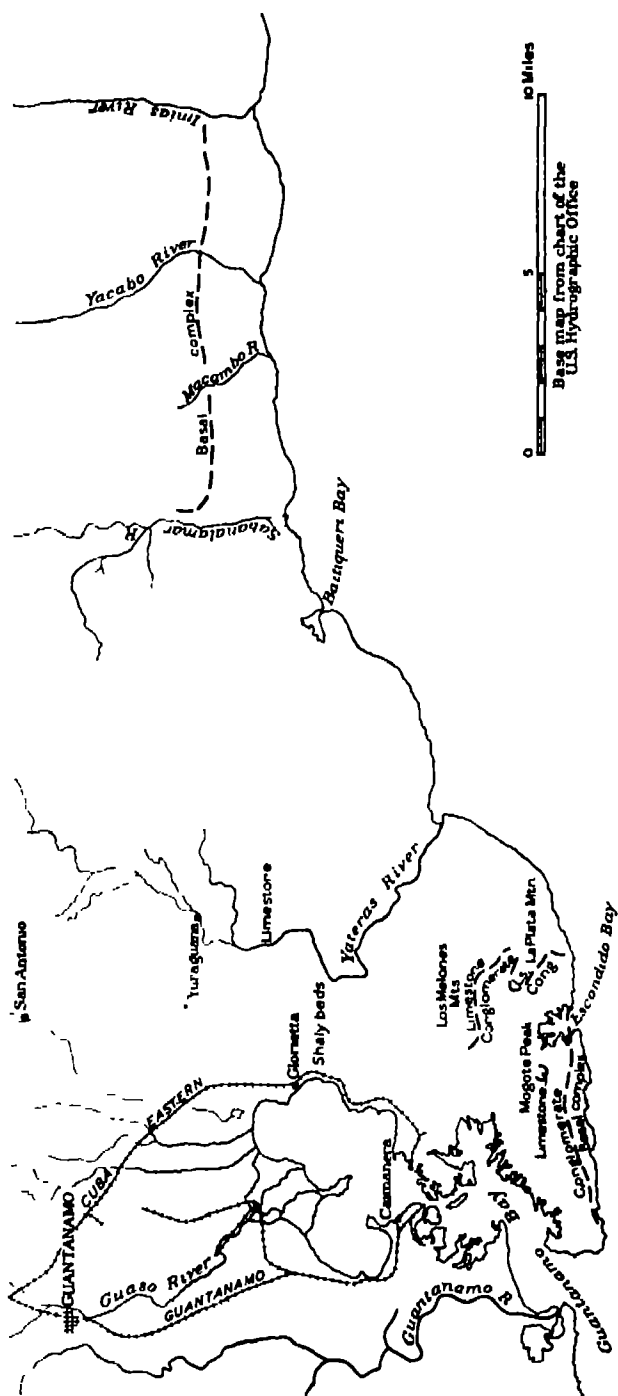 GUANTANAMO
CUBA
EASTERN
San Antonio
Guaso River
GUANTANAMO
Yuraguana
Limestone
Glorietta
Shaly beds
Caimanera
Yateras River
Guantanamo R
Guantanamo
Bay
Los Melones
Mts
Limestone
Conglomerate
La Plata Mtn
Cong
Mogote Peak
Limestone
Conglomerate
Basal complex
Escondido Bay
Baitiqueri Bay
Sabanalamar
R
Macambo R
Basal
complex
Yacabo River
Imias River
0 5 10 Miles
Base map from chart of the
U.S. Hydrographic Office